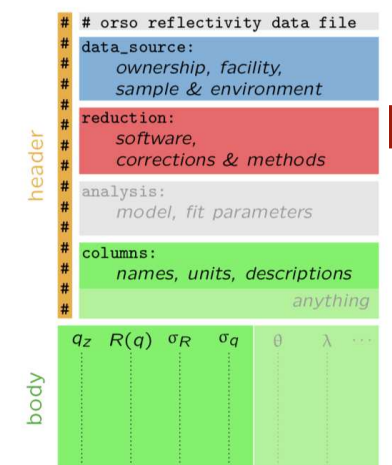 # # orso reflectivity data file
# data_source:
# ownership, facility,
# sample & environment
#
# reduction:
# software,
# corrections & methods
#
# analysis:
# model, fit parameters
#
# columns:
# names, units, descriptions
# anything
#
header
q_z R(q) σ_R σ_q θ λ ...
body